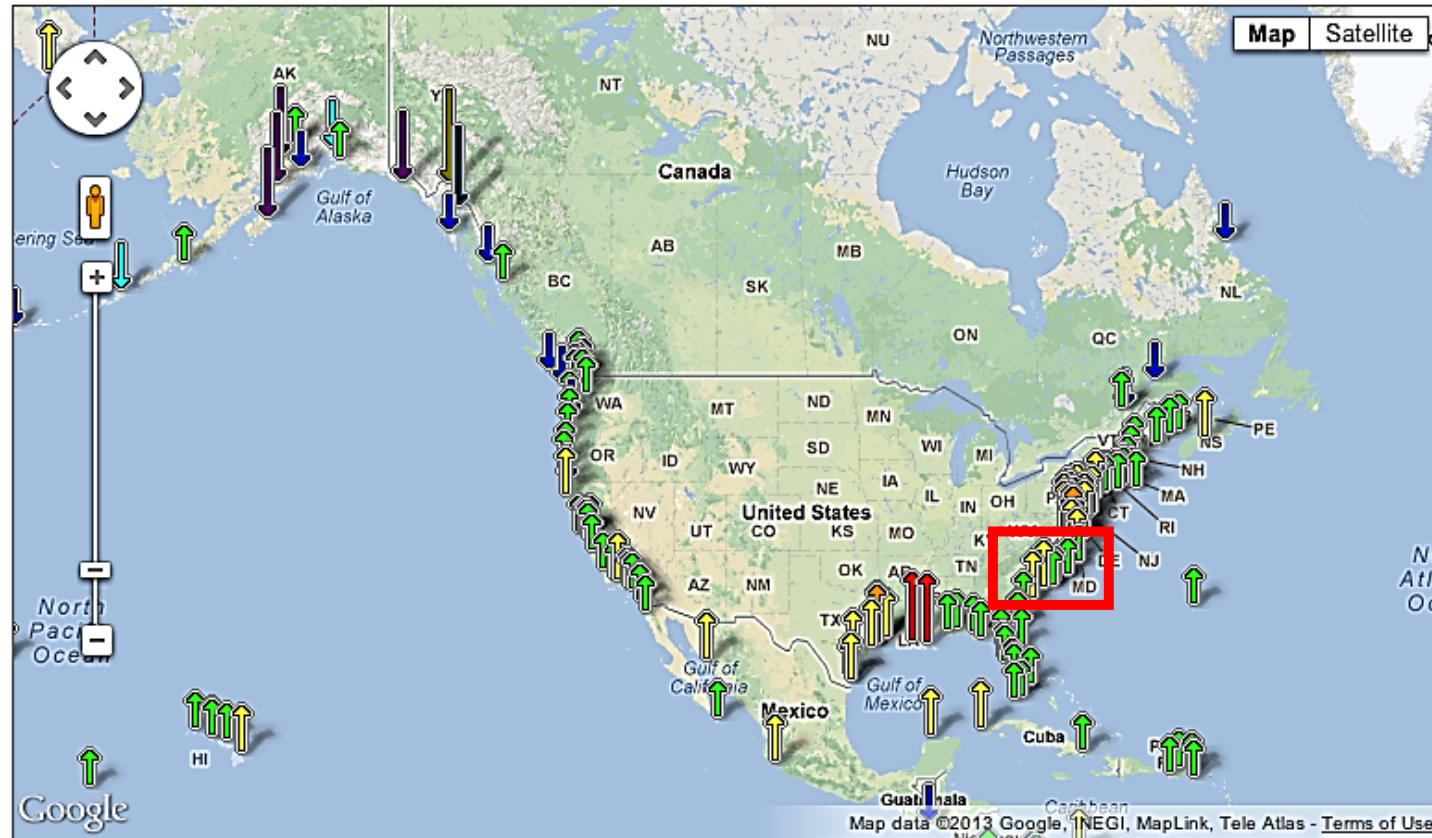 Map Satellite
NU
Northwestern
Passages
AK
NT
Y
Canada
Hudson
Bay
Gulf of
Alaska
ering Sea
AB
MB
BC
SK
NL
ON
QC
WA
MT
ND
MN
PE
VT
NS
OR
ID
SD
WI
MI
NH
WY
MA
NE
IA
IL
IN
OH
P
CT
NV
United States
RI
UT
CO
KS
MO
K
DE
NJ
AZ
NM
OK
AR
TN
MD
North
Pacific
Ocean
N
Atl
Oc
TX
LA
Gulf of
California
Gulf of
Mexico
Mexico
Cuba
P
HI
Guatemala
Caribbean
Google
Map data ©2013 Google, INEGI, MapLink, Tele Atlas - Terms of Use